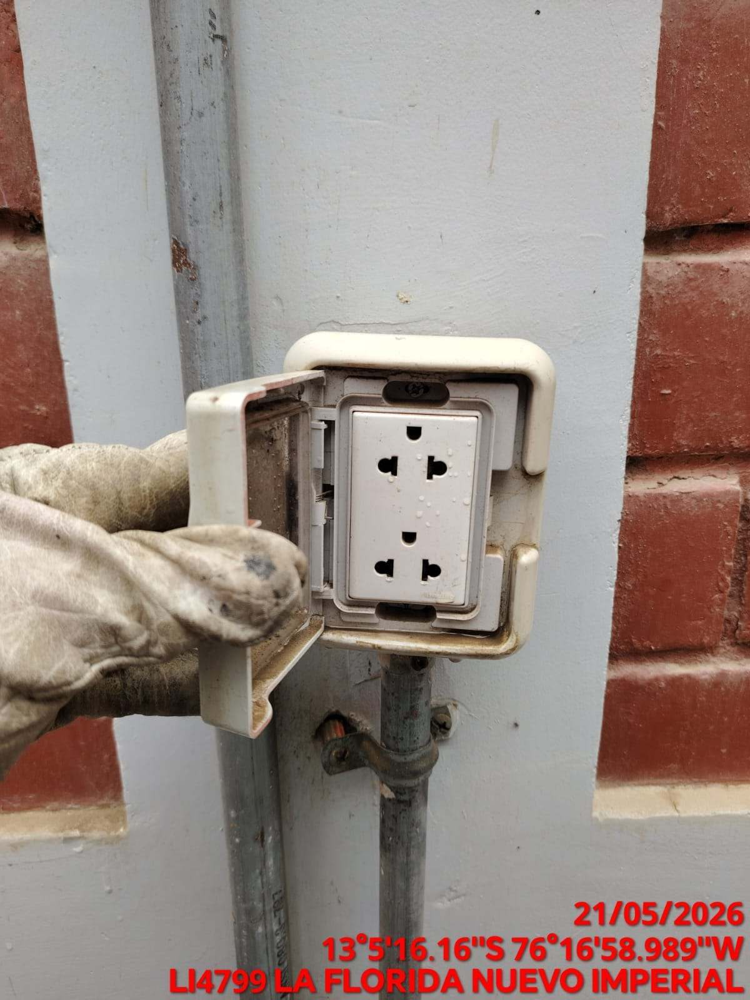 21/05/2026
13°5'16.16"S 76°16'58.989"W
LI4799 LA FLORIDA NUEVO IMPERIAL